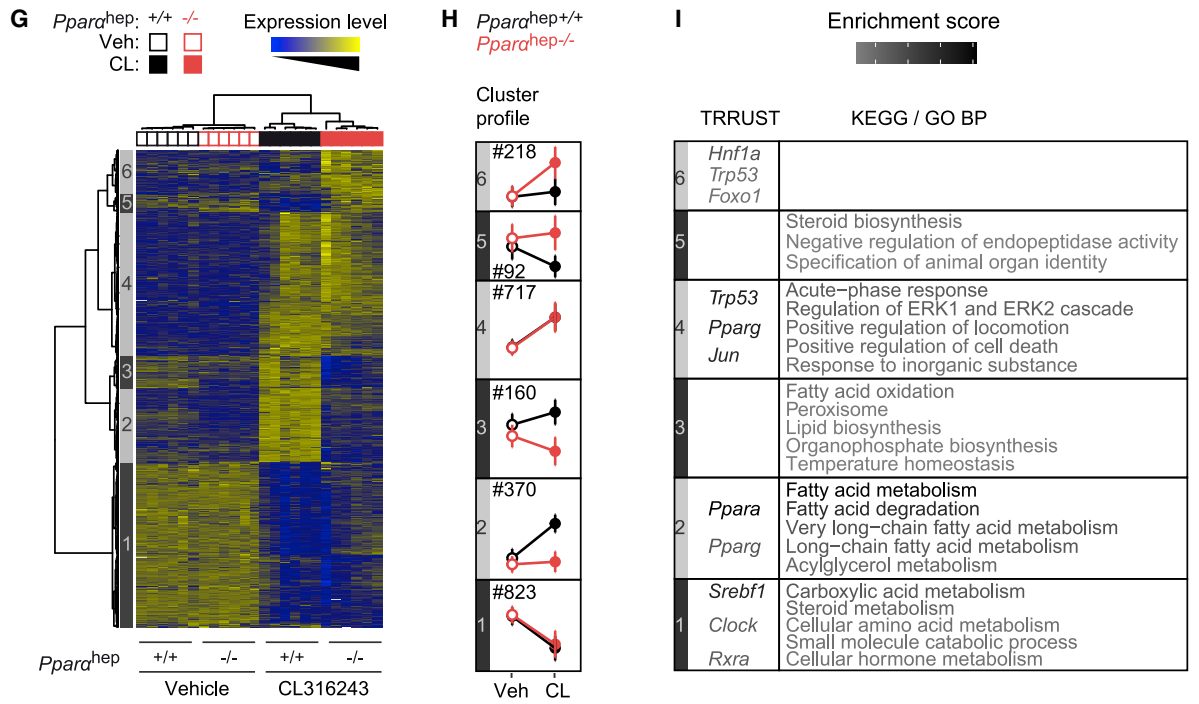 G
Pparα^hep: +/+ -/-
Veh:
CL:
Expression level
6
5
4
3
2
1
+/+ -/- +/+ -/-
Pparα^hep
Vehicle CL316243
H
Pparα^hep+/+
Pparα^hep-/-
Cluster
profile
6 #218
5 #92
4 #717
3 #160
2 #370
1 #823
Veh CL
I
Enrichment score
TRRUST KEGG / GO BP
6
Hnf1a
Trp53
Foxo1
5
Steroid biosynthesis
Negative regulation of endopeptidase activity
Specification of animal organ identity
4
Trp53
Pparg
Jun
Acute−phase response
Regulation of ERK1 and ERK2 cascade
Positive regulation of locomotion
Positive regulation of cell death
Response to inorganic substance
3
Fatty acid oxidation
Peroxisome
Lipid biosynthesis
Organophosphate biosynthesis
Temperature homeostasis
2
Ppara
Pparg
Fatty acid metabolism
Fatty acid degradation
Very long−chain fatty acid metabolism
Long−chain fatty acid metabolism
Acylglycerol metabolism
1
Srebf1
Clock
Rxra
Carboxylic acid metabolism
Steroid metabolism
Cellular amino acid metabolism
Small molecule catabolic process
Cellular hormone metabolism